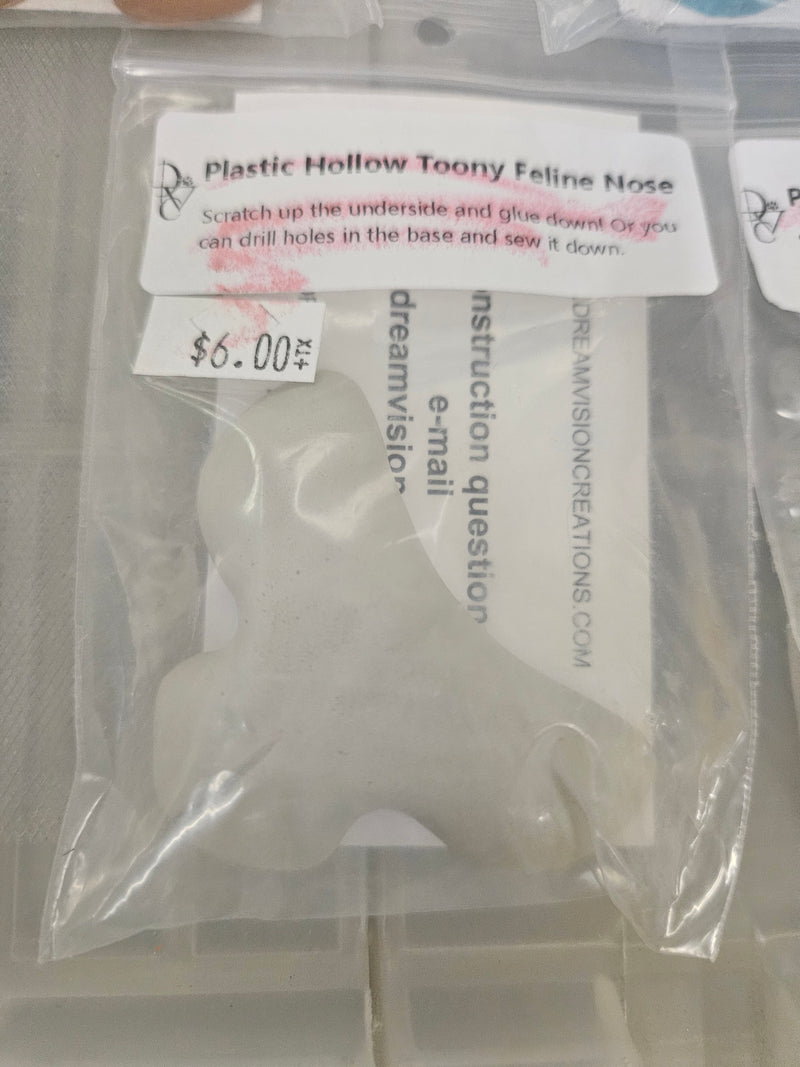 Plastic Hollow Toony Feline Nose
Scratch up the underside and glue down! Or you
can drill holes in the base and sew it down.
$6.00
+TX
nstruction question
e-mail
dreamvision
DREAMVISIONCREATIONS.COM
P